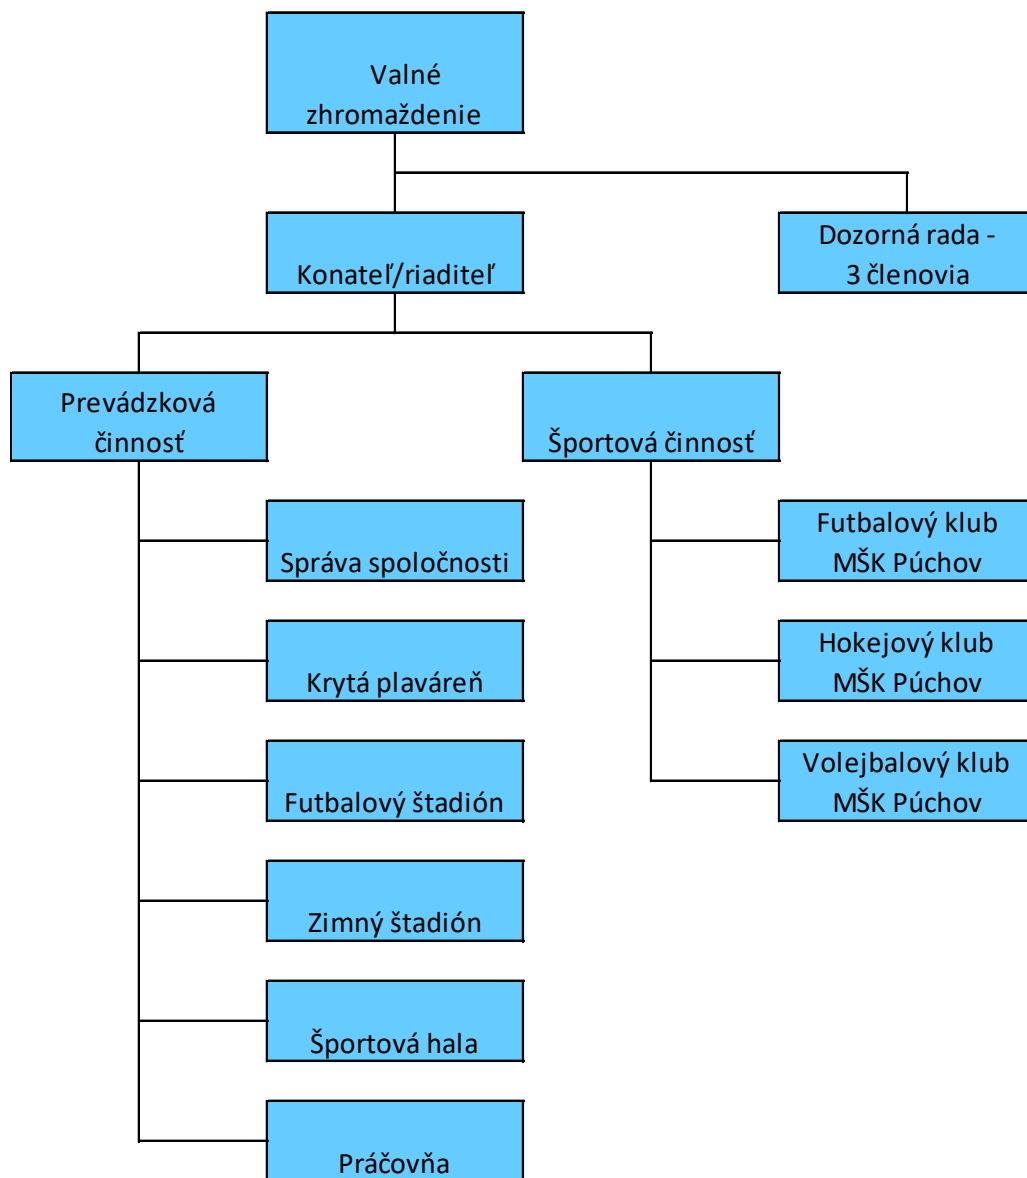 Valné
zhromaždenie
Konateľ/riaditeľ
Dozorná rada -
3 členovia
Prevádzková
činnosť
Športová činnosť
Správa spoločnosti
Krytá plaváreň
Futbalový štadión
Zimný štadión
Športová hala
Práčovňa
Futbalový klub
MŠK Púchov
Hokejový klub
MŠK Púchov
Volejbalový klub
MŠK Púchov